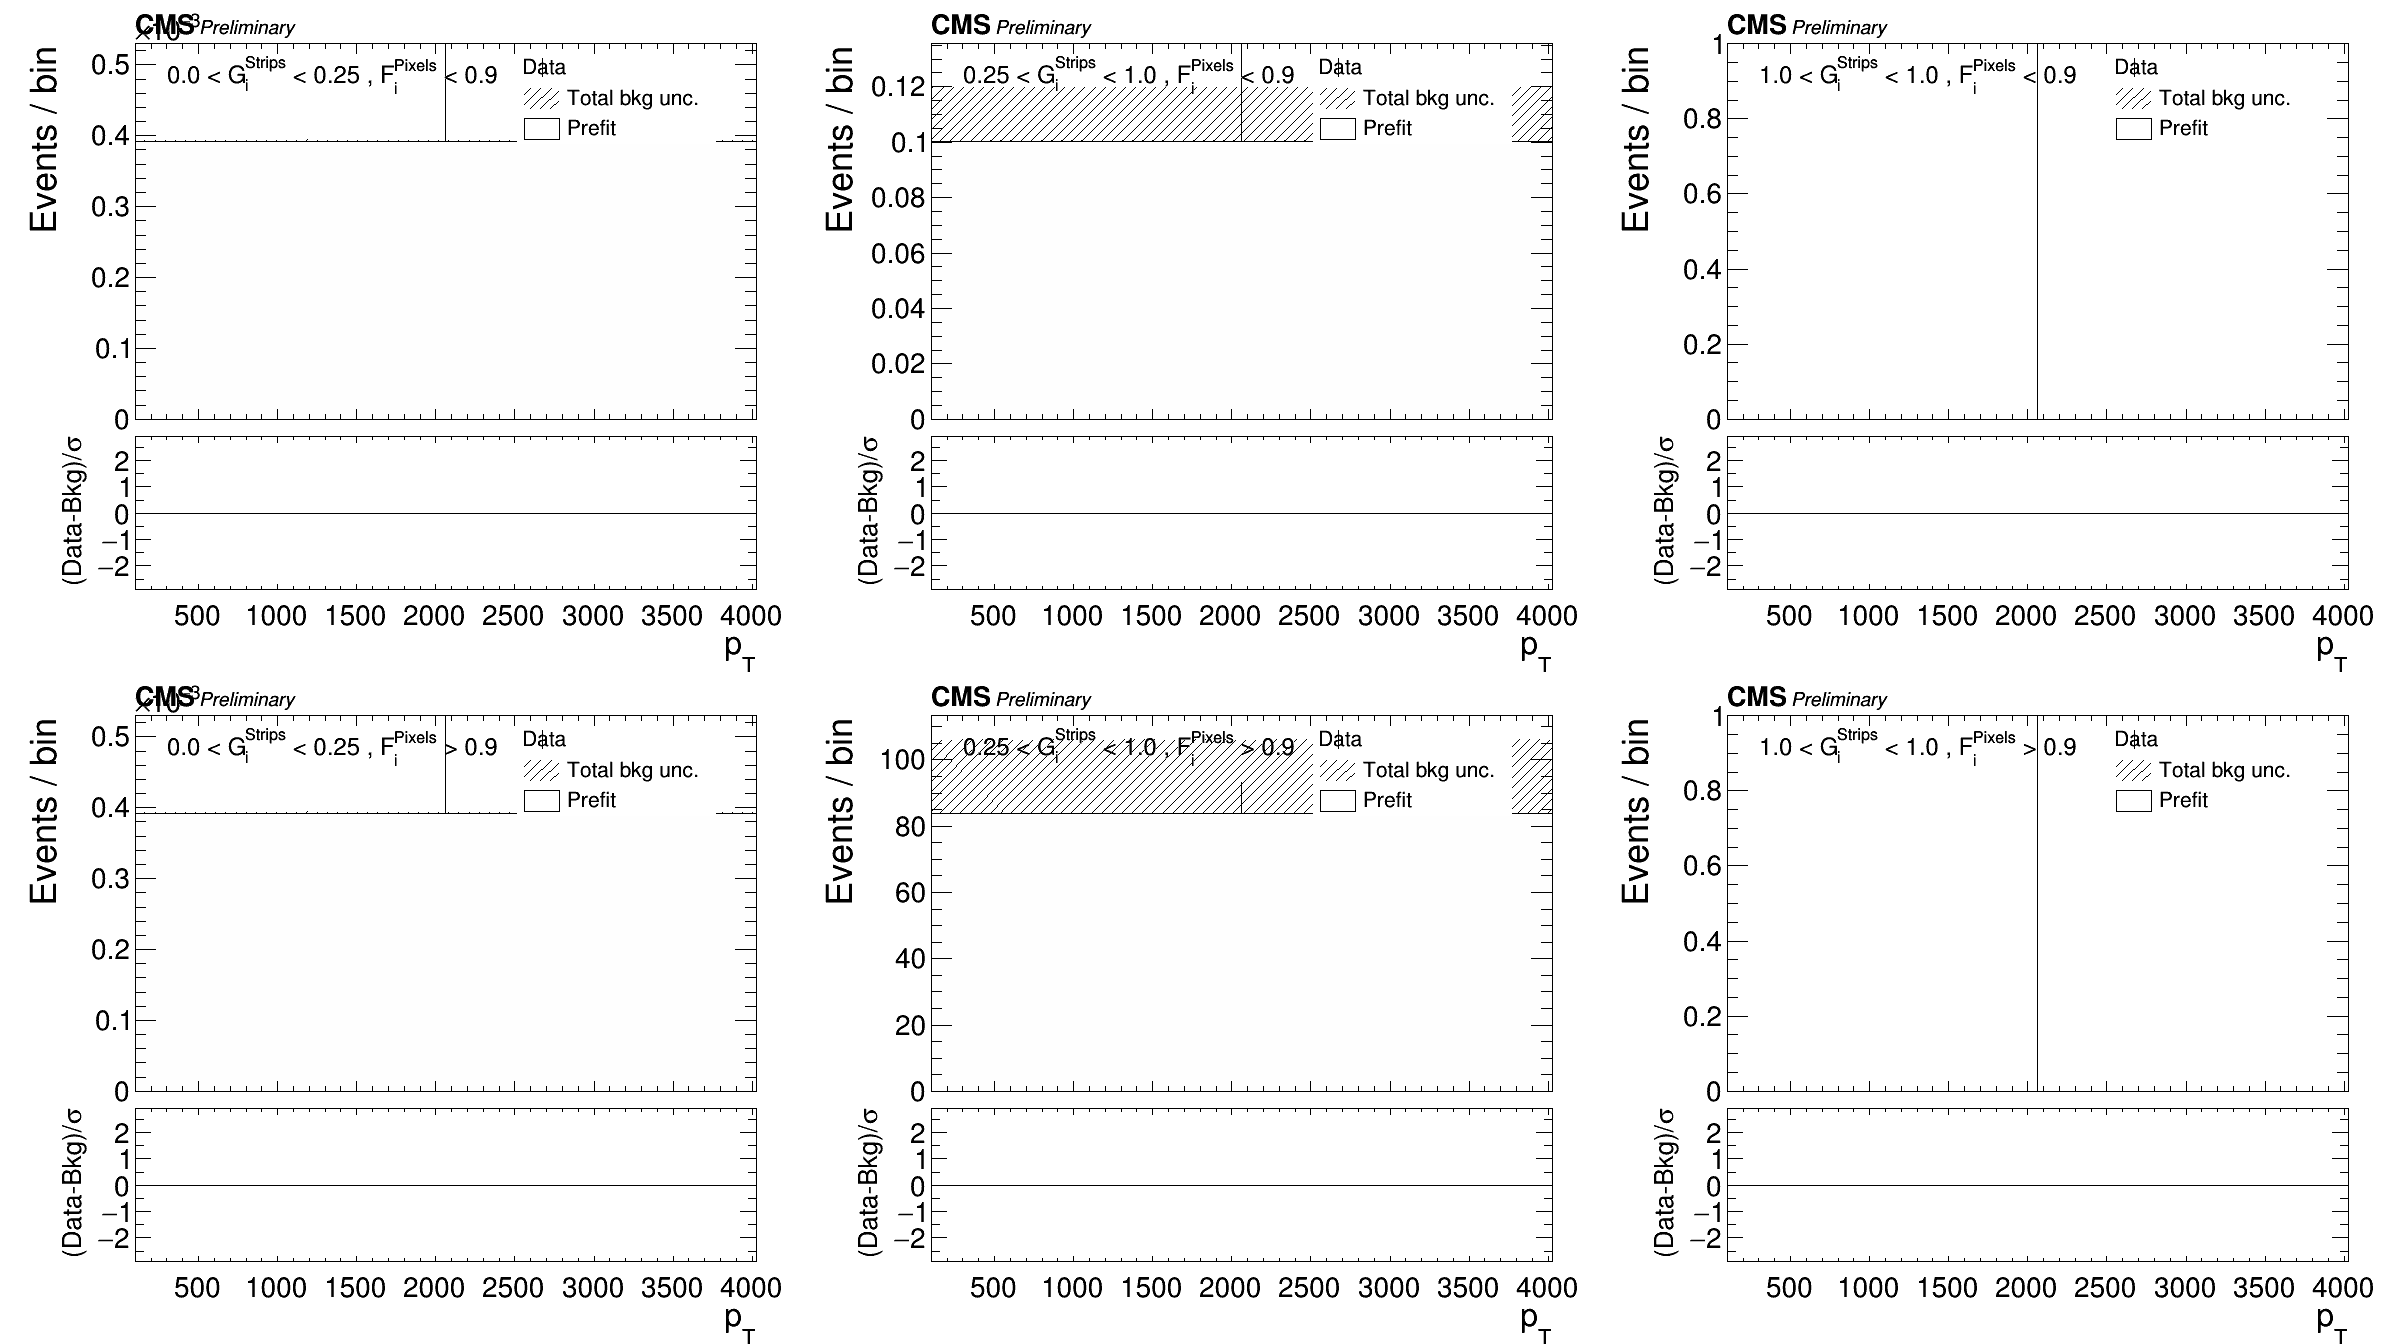 CMS Preliminary
×10⁻³
Events / bin
0.0 < G_i^Strips < 0.25 , F_i^Pixels < 0.9
Data
Total bkg unc.
Prefit
0.5
0.4
0.3
0.2
0.1
0
(Data-Bkg)/σ
2
1
0
−1
−2
500 1000 1500 2000 2500 3000 3500 4000
p_T
CMS Preliminary
Events / bin
0.25 < G_i^Strips < 1.0 , F_i^Pixels < 0.9
Data
Total bkg unc.
Prefit
0.12
0.1
0.08
0.06
0.04
0.02
0
(Data-Bkg)/σ
2
1
0
−1
−2
500 1000 1500 2000 2500 3000 3500 4000
p_T
CMS Preliminary
Events / bin
1.0 < G_i^Strips < 1.0 , F_i^Pixels < 0.9
Data
Total bkg unc.
Prefit
1
0.8
0.6
0.4
0.2
0
(Data-Bkg)/σ
2
1
0
−1
−2
500 1000 1500 2000 2500 3000 3500 4000
p_T
CMS Preliminary
×10⁻³
Events / bin
0.0 < G_i^Strips < 0.25 , F_i^Pixels > 0.9
Data
Total bkg unc.
Prefit
0.5
0.4
0.3
0.2
0.1
0
(Data-Bkg)/σ
2
1
0
−1
−2
500 1000 1500 2000 2500 3000 3500 4000
p_T
CMS Preliminary
Events / bin
0.25 < G_i^Strips < 1.0 , F_i^Pixels > 0.9
Data
Total bkg unc.
Prefit
100
80
60
40
20
0
(Data-Bkg)/σ
2
1
0
−1
−2
500 1000 1500 2000 2500 3000 3500 4000
p_T
CMS Preliminary
Events / bin
1.0 < G_i^Strips < 1.0 , F_i^Pixels > 0.9
Data
Total bkg unc.
Prefit
1
0.8
0.6
0.4
0.2
0
(Data-Bkg)/σ
2
1
0
−1
−2
500 1000 1500 2000 2500 3000 3500 4000
p_T